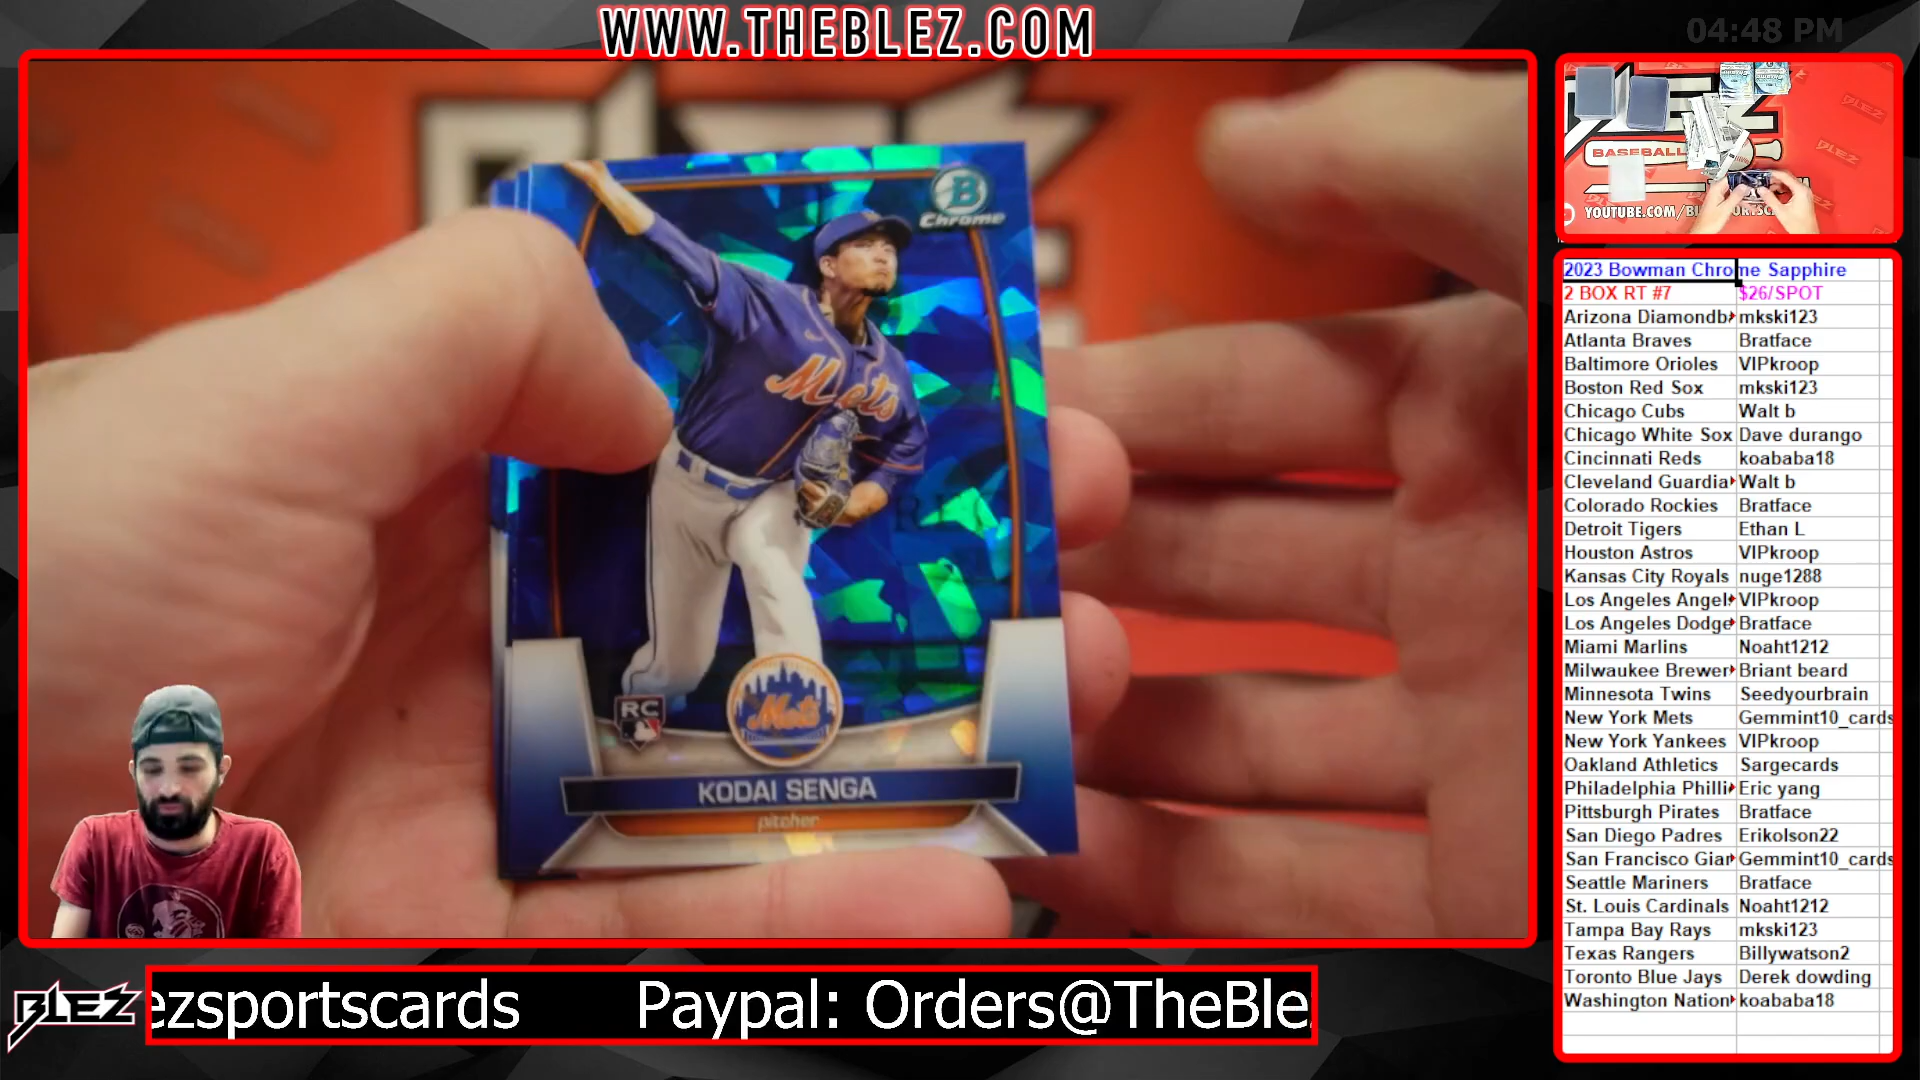 WWW.THEBLEZ.COM
04:48 PM
B
Chrome
Mets
RC
Mets
KODAI SENGA
pitcher
BASEBALL
BLEZ
BLEZ
YOUTUBE.COM/BL
2023 Bowman Chrome Sapphire
2 BOX RT #7 $26/SPOT
Arizona Diamondba mkski123
Atlanta Braves Bratface
Baltimore Orioles VIPkroop
Boston Red Sox mkski123
Chicago Cubs Walt b
Chicago White Sox Dave durango
Cincinnati Reds koababa18
Cleveland Guardia Walt b
Colorado Rockies Bratface
Detroit Tigers Ethan L
Houston Astros VIPkroop
Kansas City Royals nuge1288
Los Angeles Angel VIPkroop
Los Angeles Dodge Bratface
Miami Marlins Noaht1212
Milwaukee Brewer Briant beard
Minnesota Twins Seedyourbrain
New York Mets Gemmint10_cards
New York Yankees VIPkroop
Oakland Athletics Sargecards
Philadelphia Philli Eric yang
Pittsburgh Pirates Bratface
San Diego Padres Erikolson22
San Francisco Gian Gemmint10_cards
Seattle Mariners Bratface
St. Louis Cardinals Noaht1212
Tampa Bay Rays mkski123
Texas Rangers Billywatson2
Toronto Blue Jays Derek dowding
Washington Nation koababa18
BLEZ
ezsportscards Paypal: Orders@TheBlez